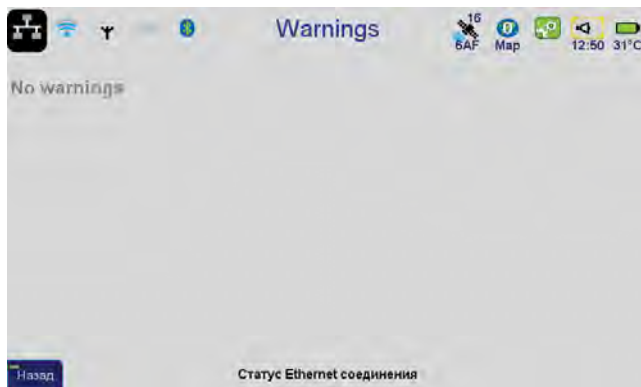 Warnings
16
6AF
Map
12:50
31°C
No warnings
Назад
Статус Ethernet соединения